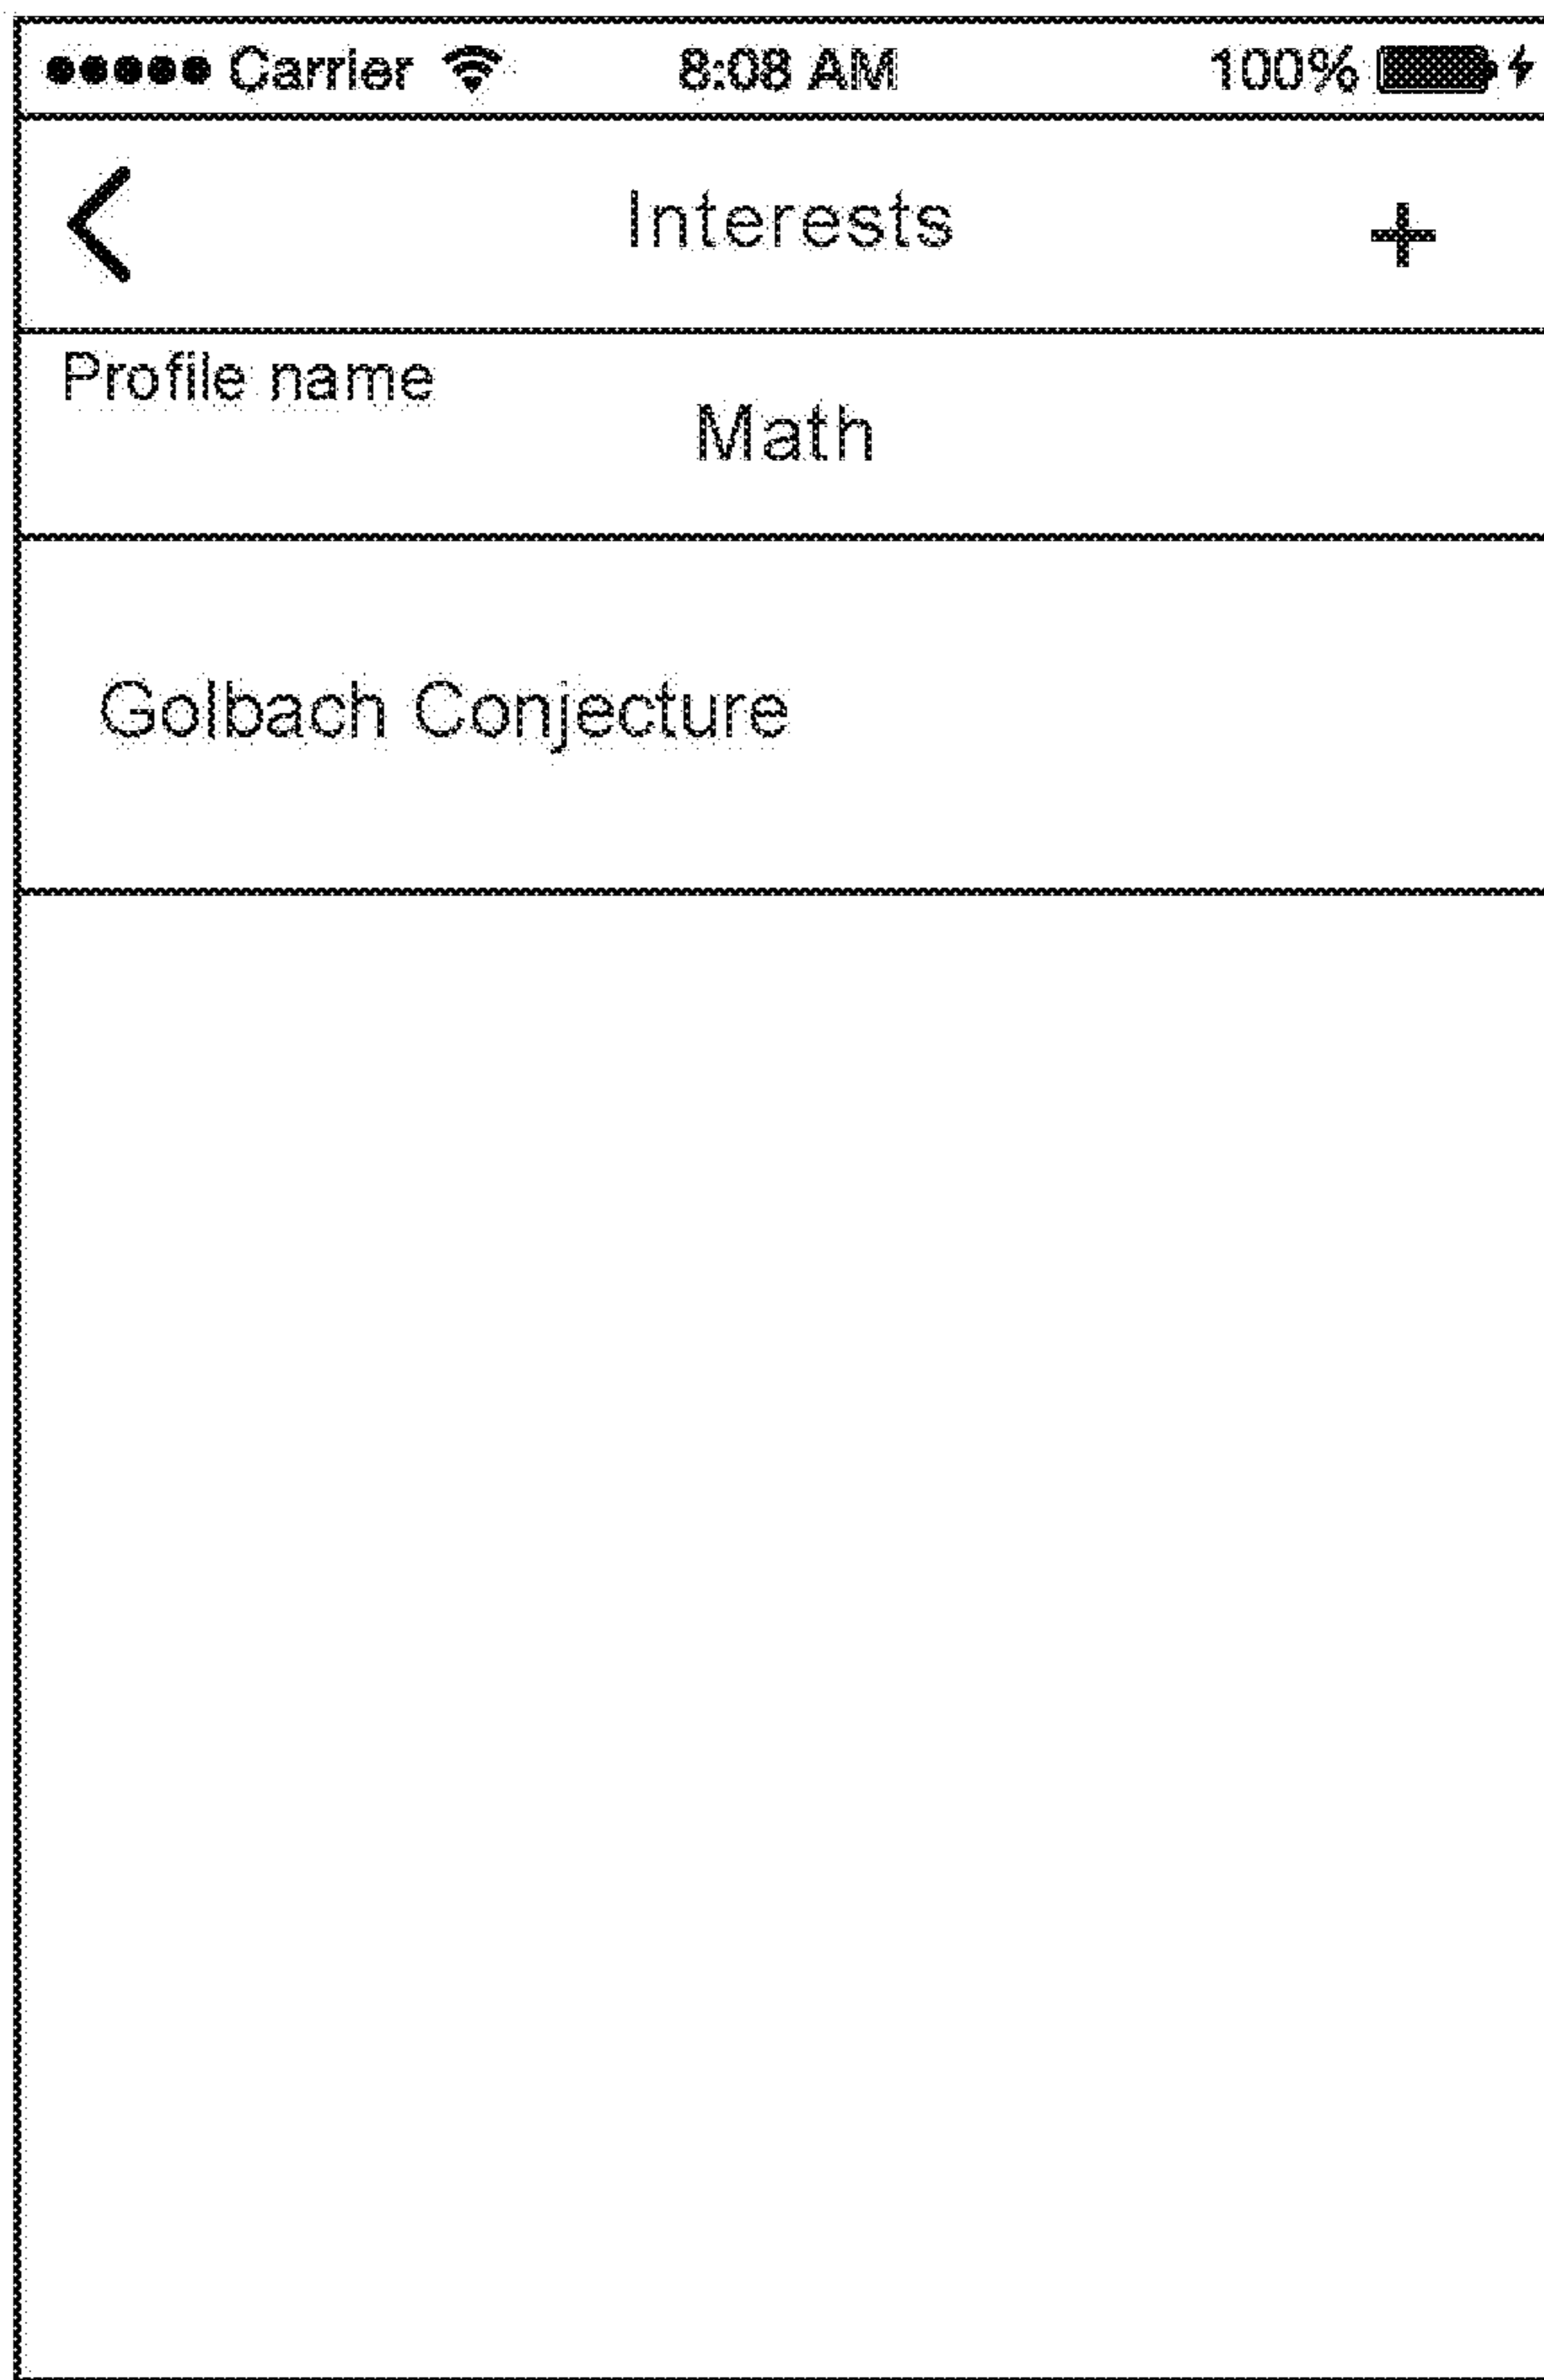 Carrier 8:08 AM 100%
Interests +
Profile name
Math
Golbach Conjecture